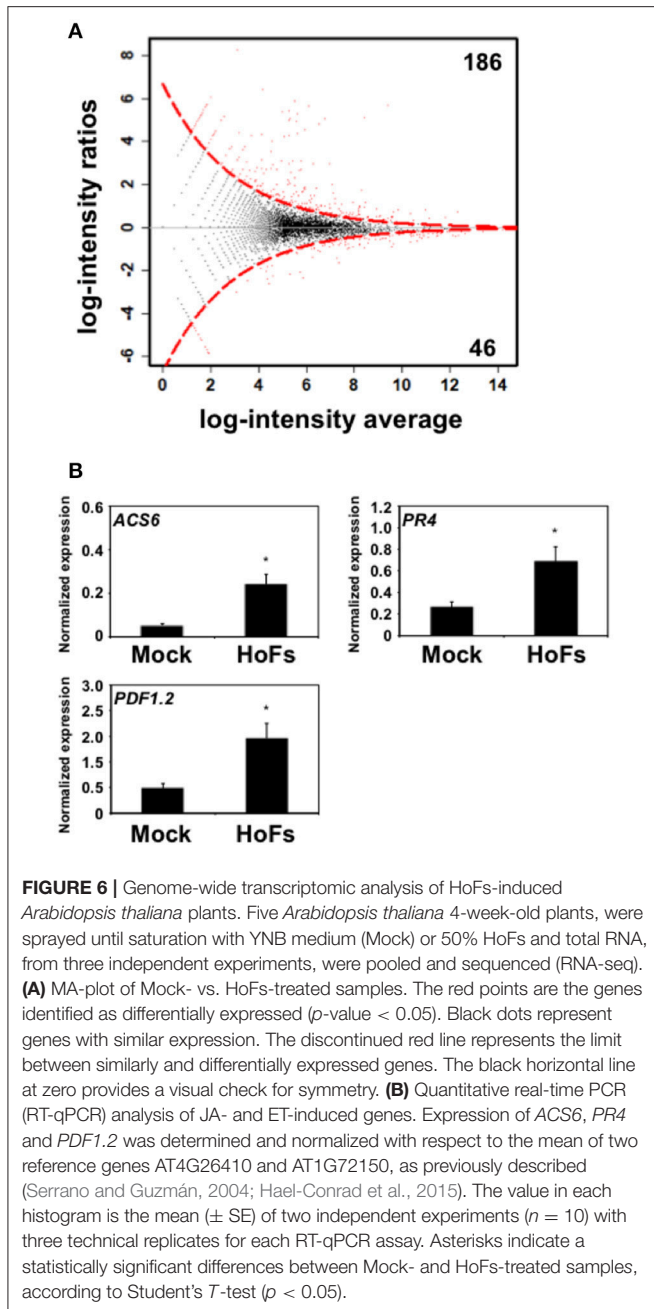 A
186
46
8
6
4
2
0
-2
-4
-6
log-intensity ratios
0 2 4 6 8 10 12 14
log-intensity average
B
ACS6
Normalized expression
0.6
0.4
0.2
0
*
Mock HoFs
PR4
Normalized expression
1.2
1.0
0.8
0.6
0.4
0.2
0
*
Mock HoFs
PDF1.2
Normalized expression
3.0
2.5
2.0
1.5
0.5
0
*
Mock HoFs
FIGURE 6 | Genome-wide transcriptomic analysis of HoFs-induced
Arabidopsis thaliana plants. Five Arabidopsis thaliana 4-week-old plants, were
sprayed until saturation with YNB medium (Mock) or 50% HoFs and total RNA,
from three independent experiments, were pooled and sequenced (RNA-seq).
(A) MA-plot of Mock- vs. HoFs-treated samples. The red points are the genes
identified as differentially expressed (p-value < 0.05). Black dots represent
genes with similar expression. The discontinued red line represents the limit
between similarly and differentially expressed genes. The black horizontal line
at zero provides a visual check for symmetry. (B) Quantitative real-time PCR
(RT-qPCR) analysis of JA- and ET-induced genes. Expression of ACS6, PR4
and PDF1.2 was determined and normalized with respect to the mean of two
reference genes AT4G26410 and AT1G72150, as previously described
(Serrano and Guzmán, 2004; Hael-Conrad et al., 2015). The value in each
histogram is the mean (± SE) of two independent experiments (n = 10) with
three technical replicates for each RT-qPCR assay. Asterisks indicate a
statistically significant differences between Mock- and HoFs-treated samples,
according to Student's T-test (p < 0.05).